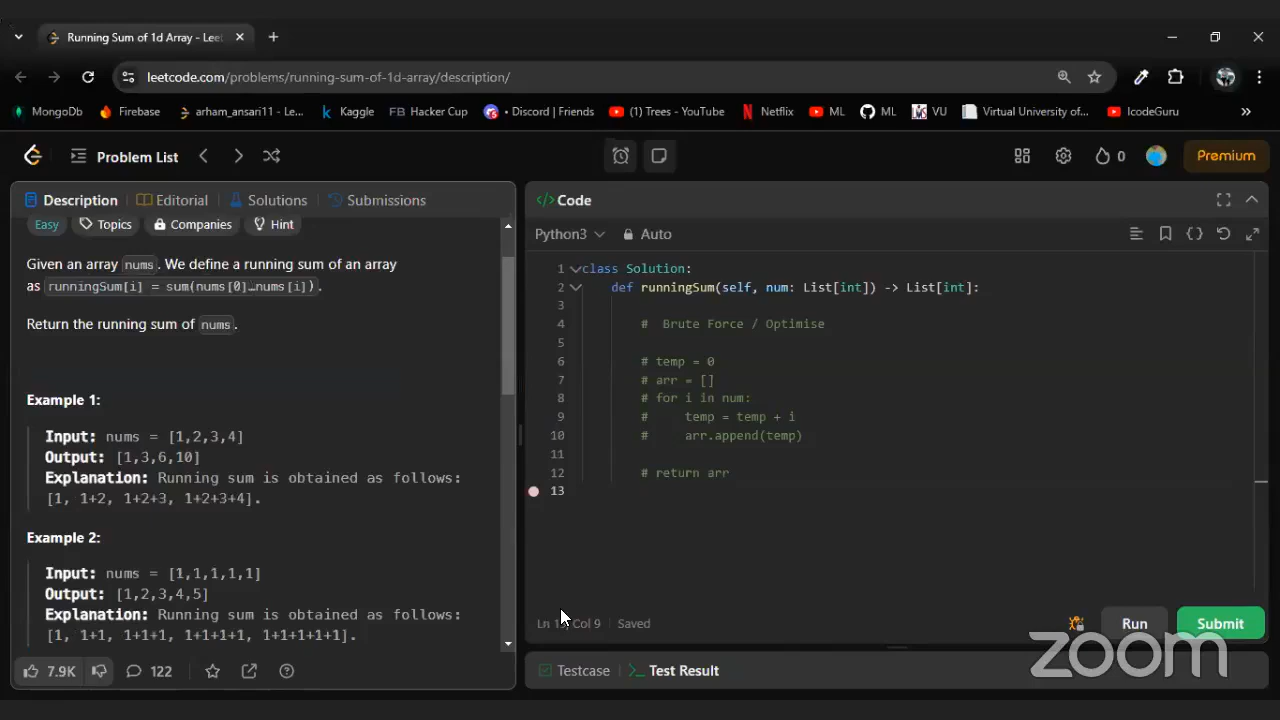 Running Sum of 1d Array - Lee
leetcode.com/problems/running-sum-of-1d-array/description/
MongoDb Firebase arham_ansari11 - Le... Kaggle FB Hacker Cup • Discord | Friends (1) Trees - YouTube Netflix ML ML VU Virtual University of... IcodeGuru »
Problem List 0 Premium
Description Editorial Solutions Submissions
Easy Topics Companies Hint
Given an array nums. We define a running sum of an array
as runningSum[i] = sum(nums[0]…nums[i]).
Return the running sum of nums.
Example 1:
Input: nums = [1,2,3,4]
Output: [1,3,6,10]
Explanation: Running sum is obtained as follows:
[1, 1+2, 1+2+3, 1+2+3+4].
Example 2:
Input: nums = [1,1,1,1,1]
Output: [1,2,3,4,5]
Explanation: Running sum is obtained as follows:
[1, 1+1, 1+1+1, 1+1+1+1, 1+1+1+1+1].
7.9K 122
</> Code
Python3 Auto
1 class Solution:
2 def runningSum(self, num: List[int]) -> List[int]:
3
4 # Brute Force / Optimise
5
6 # temp = 0
7 # arr = []
8 # for i in num:
9 # temp = temp + i
10 # arr.append(temp)
11
12 # return arr
13
Col 9 Saved
Run Submit
Testcase >_ Test Result
zoom